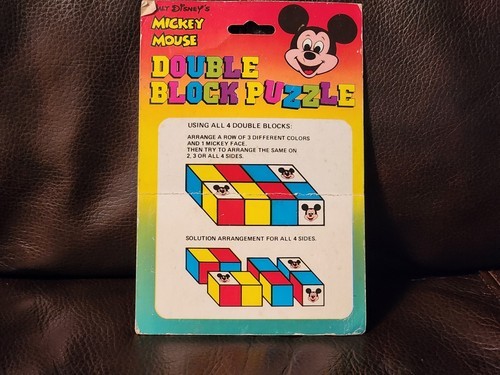 WALT DISNEY'S
MICKEY
MOUSE
DOUBLE
BLOCK PUZZLE
USING ALL 4 DOUBLE BLOCKS:
ARRANGE A ROW OF 3 DIFFERENT COLORS
AND 1 MICKEY FACE.
THEN TRY TO ARRANGE THE SAME ON
2, 3 OR ALL 4 SIDES.
SOLUTION ARRANGEMENT FOR ALL 4 SIDES.